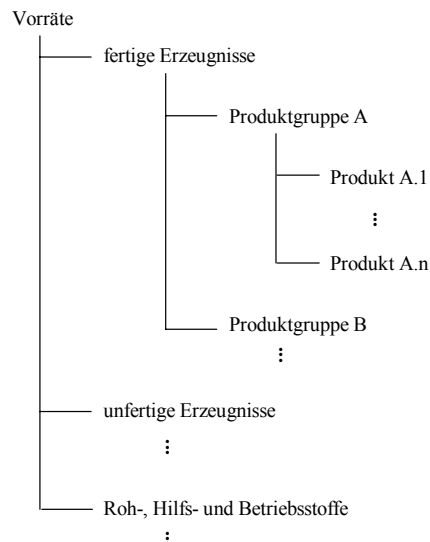 Vorräte
fertige Erzeugnisse
Produktgruppe A
Produkt A.1
⋮
Produkt A.n
Produktgruppe B
⋮
unfertige Erzeugnisse
⋮
Roh-, Hilfs- und Betriebsstoffe
⋮